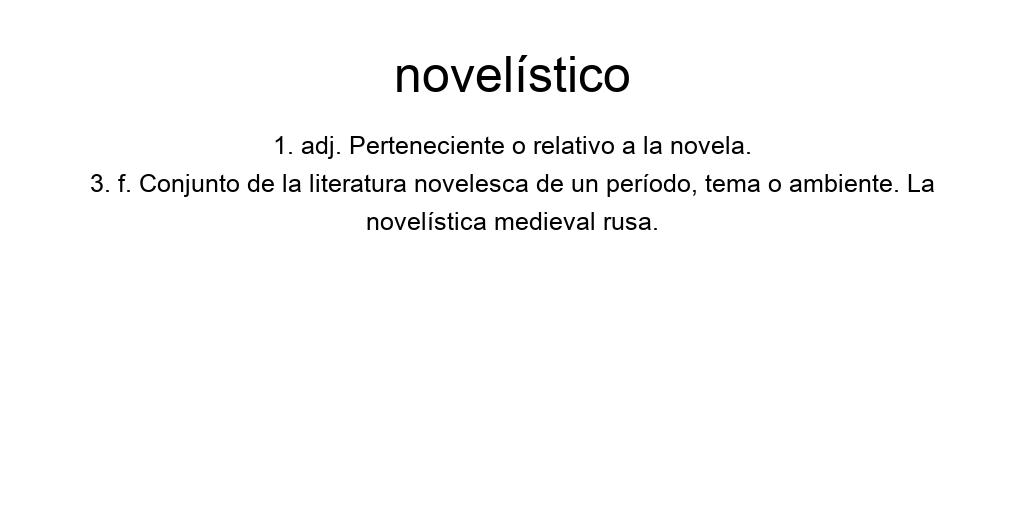 novelístico
1. adj. Perteneciente o relativo a la novela.
3. f. Conjunto de la literatura novelesca de un período, tema o ambiente. La
novelística medieval rusa.